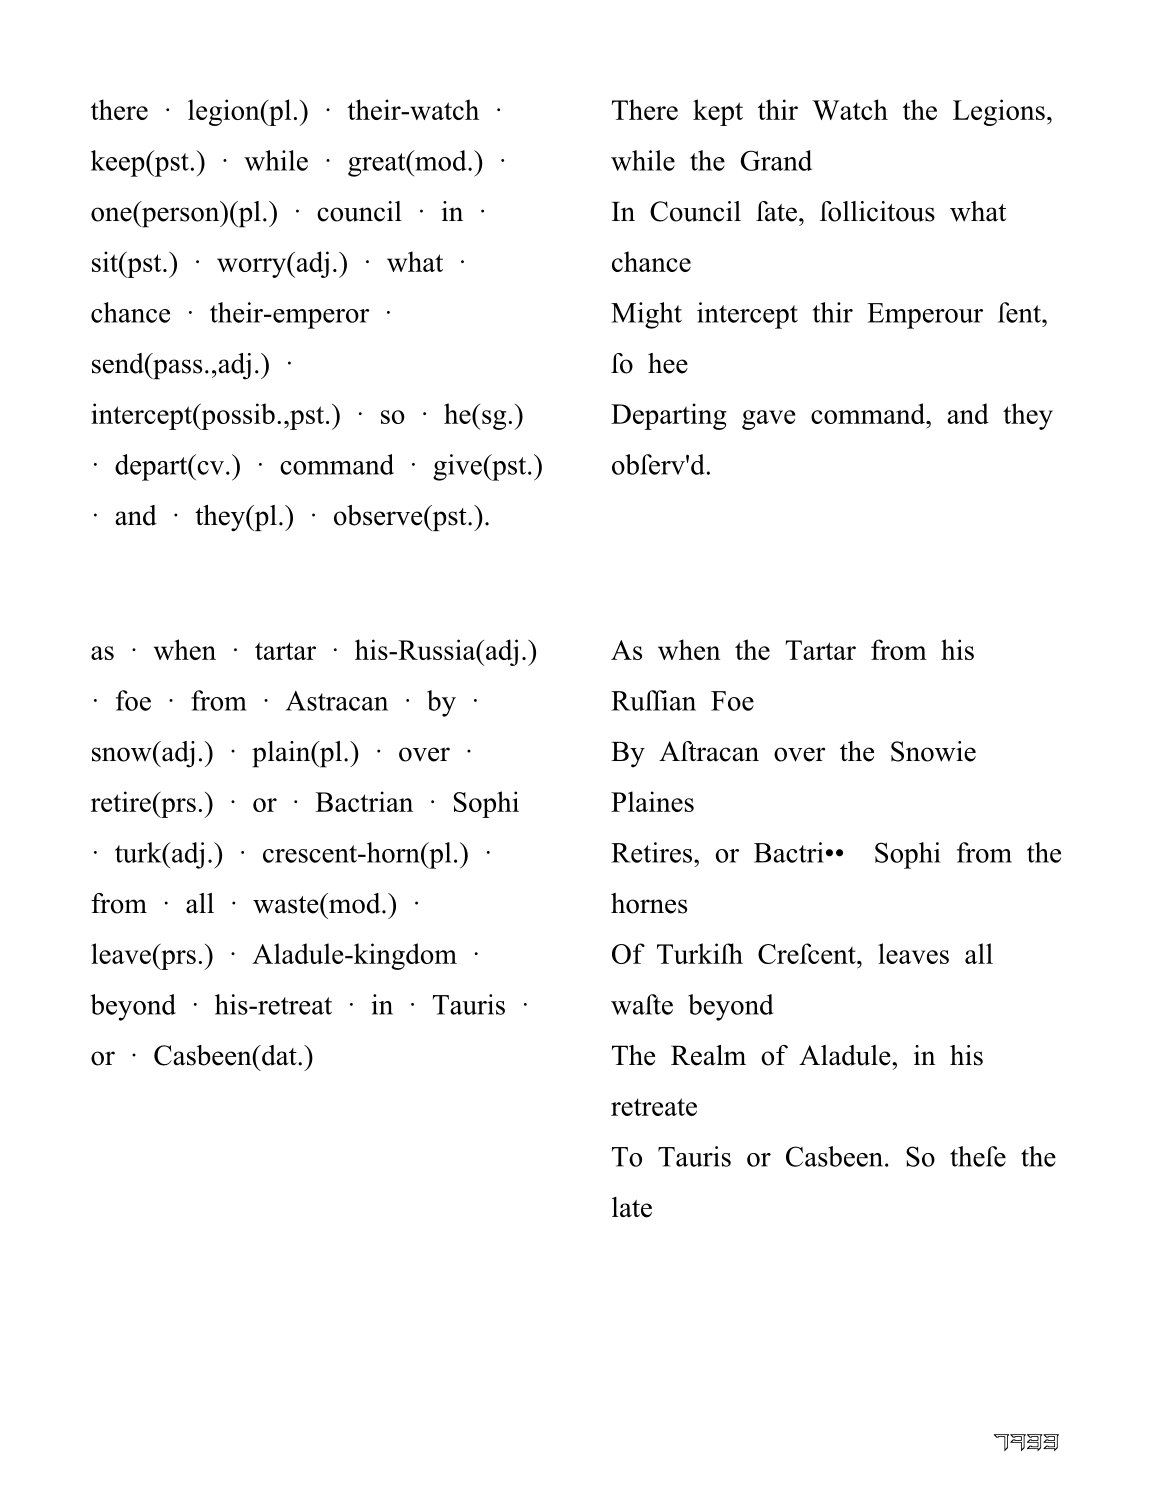 there · legion(pl.) · their-watch ·
keep(pst.) · while · great(mod.) ·
one(person)(pl.) · council · in ·
sit(pst.) · worry(adj.) · what ·
chance · their-emperor ·
send(pass.,adj.) ·
intercept(possib.,pst.) · so · he(sg.)
· depart(cv.) · command · give(pst.)
· and · they(pl.) · observe(pst.).
There kept thir Watch the Legions,
while the Grand
In Council ſate, ſollicitous what
chance
Might intercept thir Emperour ſent,
ſo hee
Departing gave command, and they
obſerv'd.
as · when · tartar · his-Russia(adj.)
· foe · from · Astracan · by ·
snow(adj.) · plain(pl.) · over ·
retire(prs.) · or · Bactrian · Sophi
· turk(adj.) · crescent-horn(pl.) ·
from · all · waste(mod.) ·
leave(prs.) · Aladule-kingdom ·
beyond · his-retreat · in · Tauris ·
or · Casbeen(dat.)
As when the Tartar from his
Ruſſian Foe
By Aſtracan over the Snowie
Plaines
Retires, or Bactri•• Sophi from the
hornes
Of Turkiſh Creſcent, leaves all
waſte beyond
The Realm of Aladule, in his
retreate
To Tauris or Casbeen. So theſe the
late